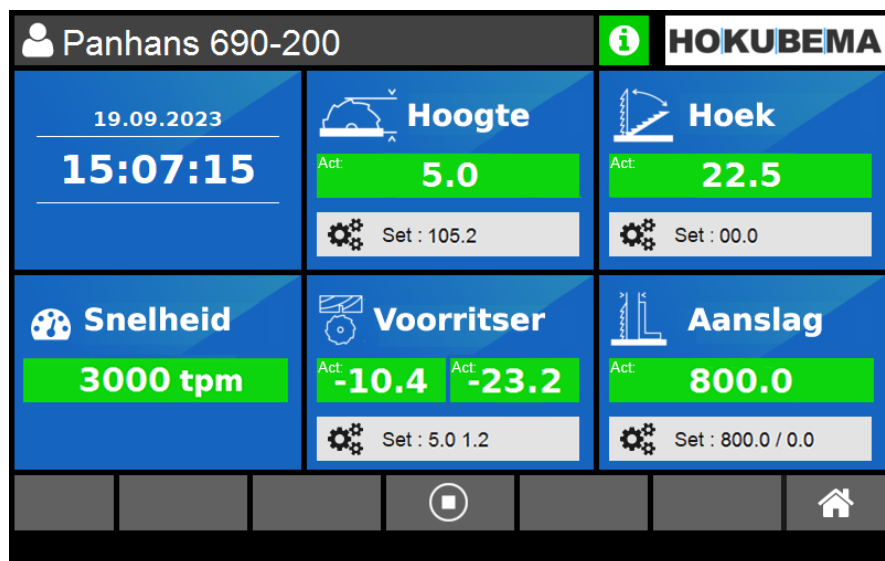 Panhans 690-200
i
HOKUBEMA
19.09.2023
15:07:15
Hoogte
Act:
5.0
Set : 105.2
Hoek
Act:
22.5
Set : 00.0
Snelheid
3000 tpm
Voorritser
Act: -10.4 Act: -23.2
Set : 5.0 1.2
Aanslag
Act:
800.0
Set : 800.0 / 0.0